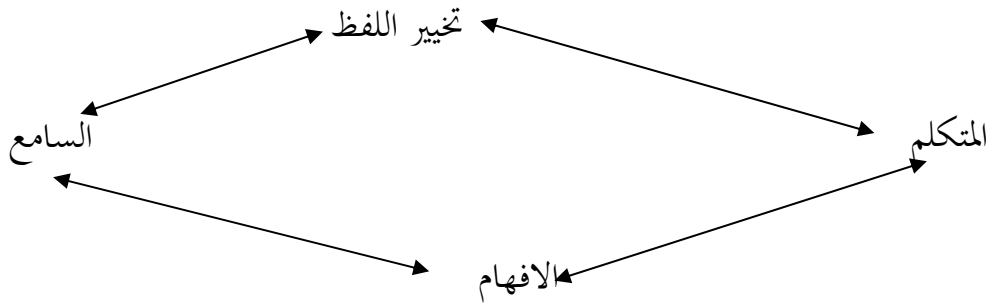 تخيير اللفظ
المتكلم
السامع
الافهام